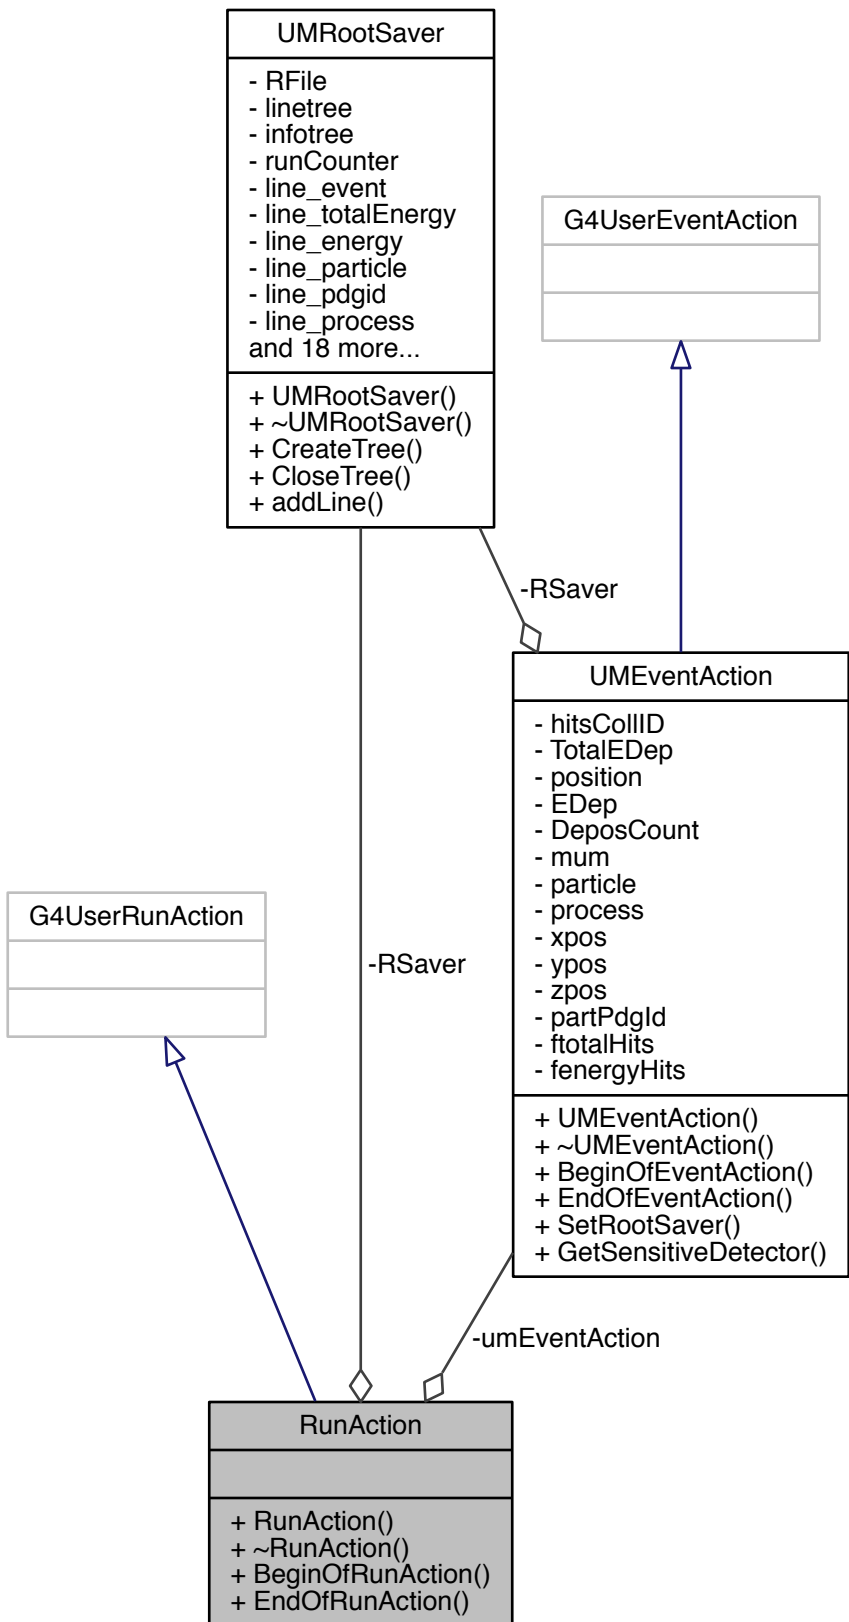 UMRootSaver
- RFile
- linetree
- infotree
- runCounter
- line_event
- line_totalEnergy
- line_energy
- line_particle
- line_pdgid
- line_process
and 18 more...
+ UMRootSaver()
+ ~UMRootSaver()
+ CreateTree()
+ CloseTree()
+ addLine()
G4UserEventAction
-RSaver
UMEventAction
- hitsCollID
- TotalEDep
- position
- EDep
- DeposCount
- mum
- particle
- process
- xpos
- ypos
- zpos
- partPdgId
- ftotalHits
- fenergyHits
+ UMEventAction()
+ ~UMEventAction()
+ BeginOfEventAction()
+ EndOfEventAction()
+ SetRootSaver()
+ GetSensitiveDetector()
G4UserRunAction
-RSaver
-umEventAction
RunAction
+ RunAction()
+ ~RunAction()
+ BeginOfRunAction()
+ EndOfRunAction()